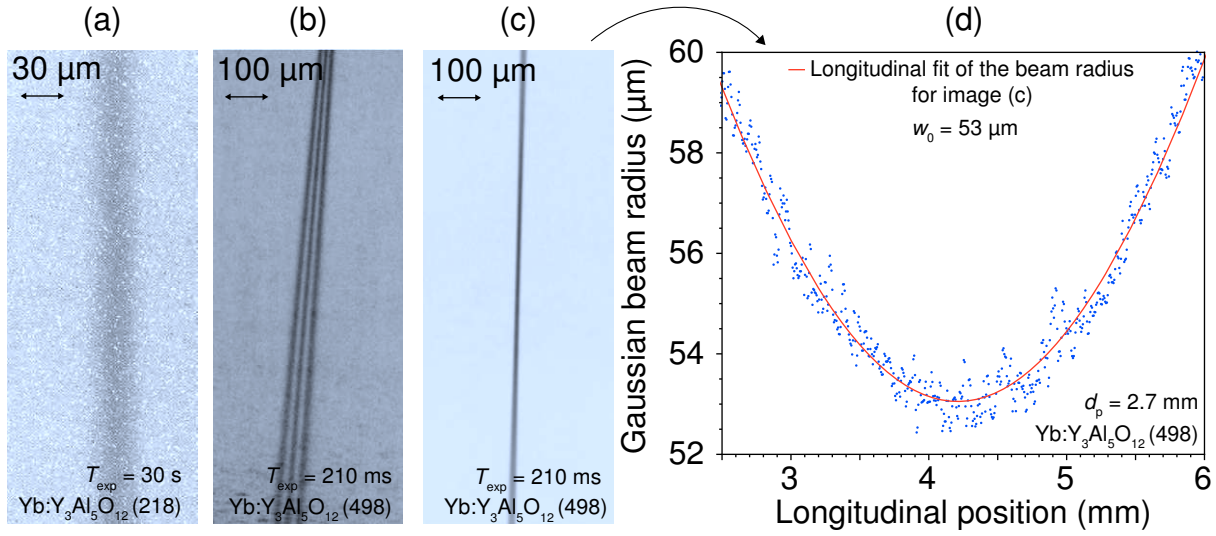 (a)
30 µm
T_exp = 30 s
Yb:Y₃Al₅O₁₂ (218)
(b)
100 µm
T_exp = 210 ms
Yb:Y₃Al₅O₁₂ (498)
(c)
100 µm
T_exp = 210 ms
Yb:Y₃Al₅O₁₂ (498)
(d)
Gaussian beam radius (µm)
60
58
56
54
52
Longitudinal fit of the beam radius
for image (c)
w₀ = 53 µm
d_p = 2.7 mm
Yb:Y₃Al₅O₁₂ (498)
3
4
5
6
Longitudinal position (mm)